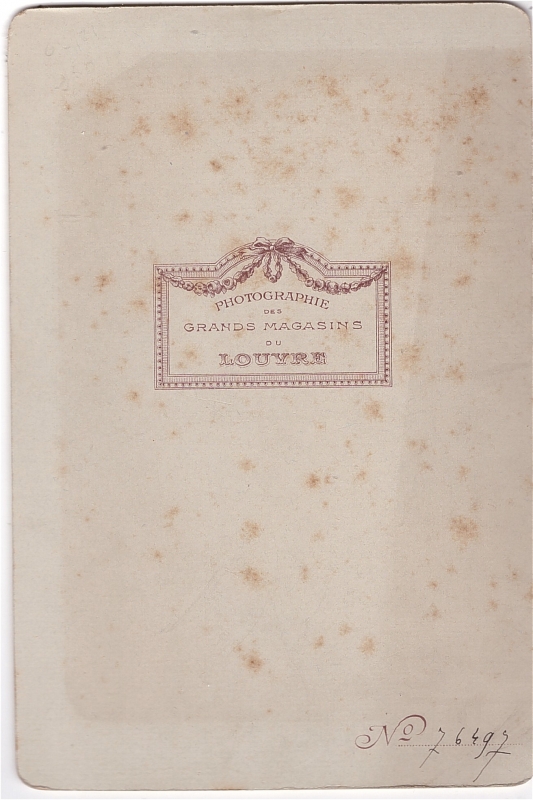 PHOTOGRAPHIE
DES
GRANDS MAGASINS
DU
LOUVRE
No 76497